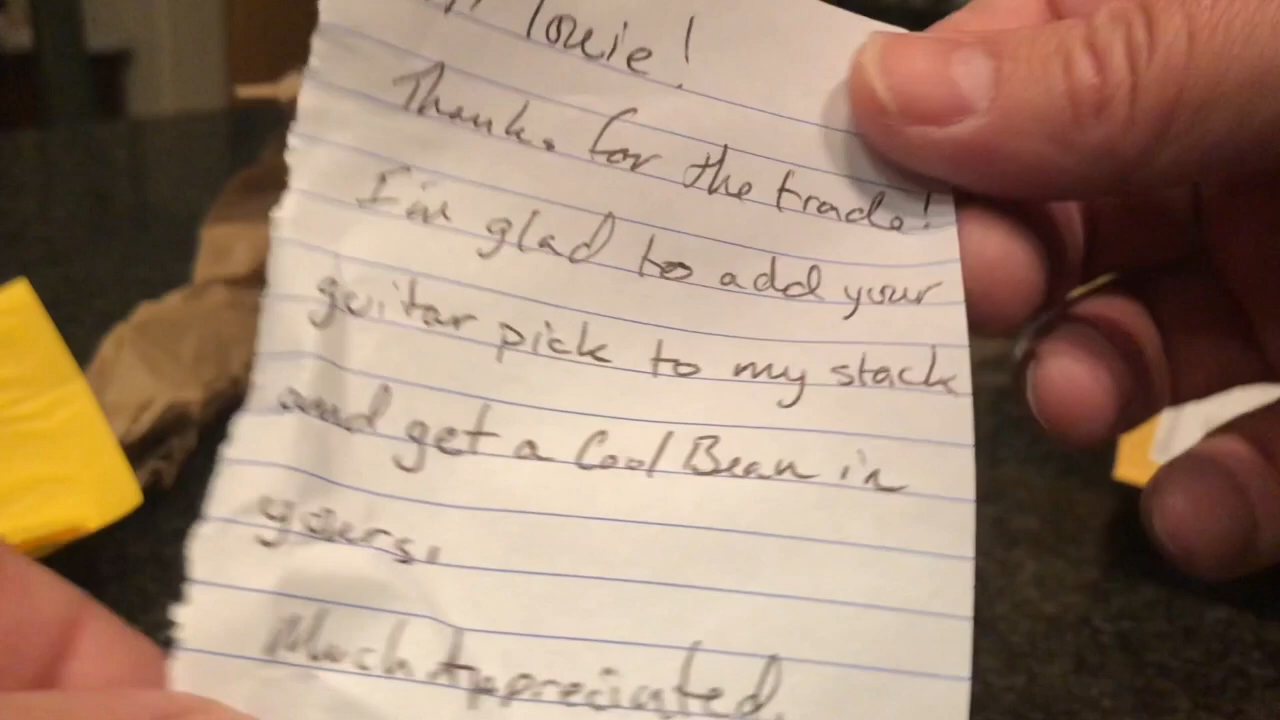 Louie!
Thanks for the trade!
I'm glad to add your
guitar pick to my stack
and get a Cool Bean in
yours.
Much Appreciated,